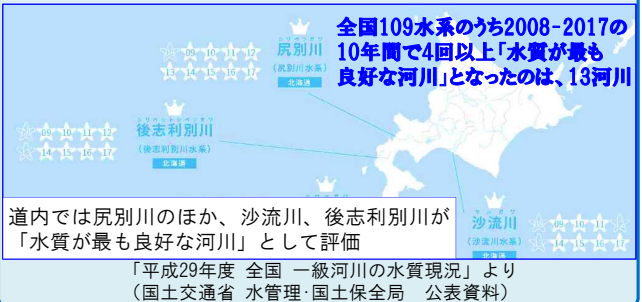 全国109水系のうち2008-2017の
10年間で4回以上「水質が最も
良好な河川」となったのは、13河川
シリベツガワ
尻別川
(尻別川水系)
北海道
09 10 11 12
13 14 15 16 17
シリベシトシベツガワ
後志利別川
(後志利別川水系)
北海道
09 10 11 12
14 15 16 17
サルガワ
沙流川
(沙流川水系)
北海道
09 10 11
14 15 16 17
道内では尻別川のほか、沙流川、後志利別川が
「水質が最も良好な河川」として評価
「平成29年度 全国 一級河川の水質現況」より
(国土交通省 水管理･国土保全局 公表資料)